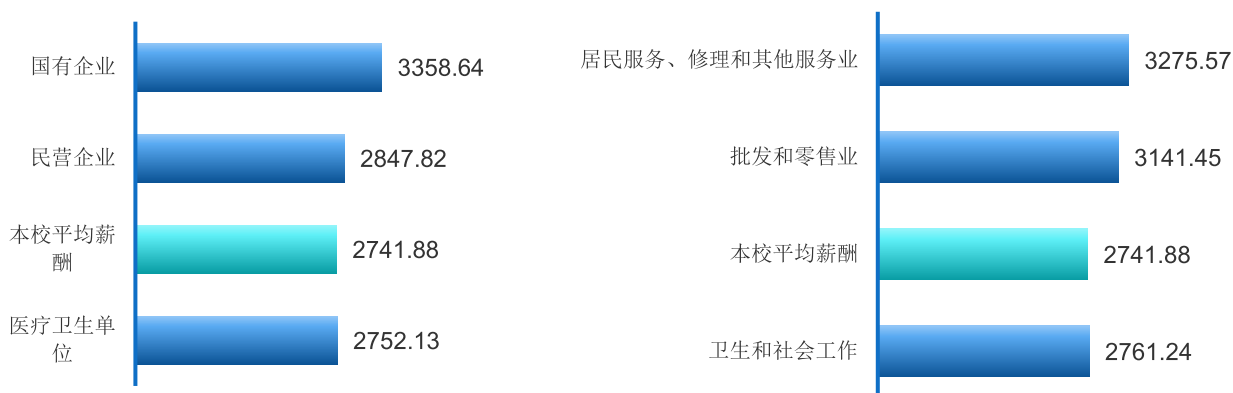 国有企业
3358.64
民营企业
2847.82
本校平均薪
酬
2741.88
医疗卫生单
位
2752.13
居民服务、修理和其他服务业
3275.57
批发和零售业
3141.45
本校平均薪酬
2741.88
卫生和社会工作
2761.24